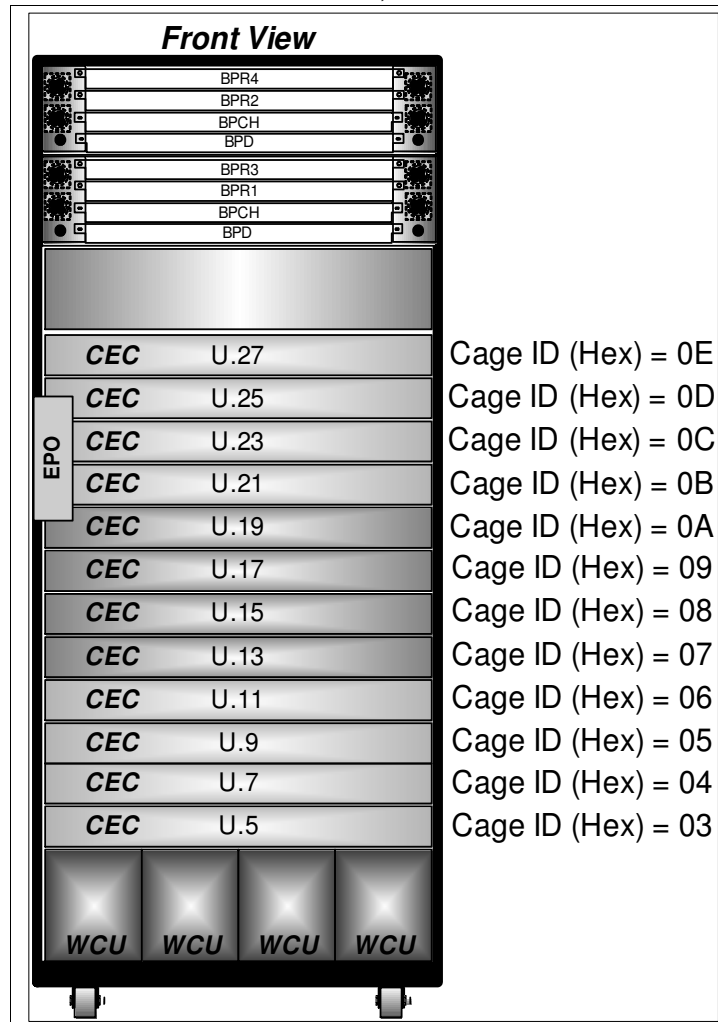 Front View
BPR4
BPR2
BPCH
BPD
BPR3
BPR1
BPCH
BPD
CEC U.27 Cage ID (Hex) = 0E
CEC U.25 Cage ID (Hex) = 0D
CEC U.23 Cage ID (Hex) = 0C
EPO
CEC U.21 Cage ID (Hex) = 0B
CEC U.19 Cage ID (Hex) = 0A
CEC U.17 Cage ID (Hex) = 09
CEC U.15 Cage ID (Hex) = 08
CEC U.13 Cage ID (Hex) = 07
CEC U.11 Cage ID (Hex) = 06
CEC U.9 Cage ID (Hex) = 05
CEC U.7 Cage ID (Hex) = 04
CEC U.5 Cage ID (Hex) = 03
WCU WCU WCU WCU